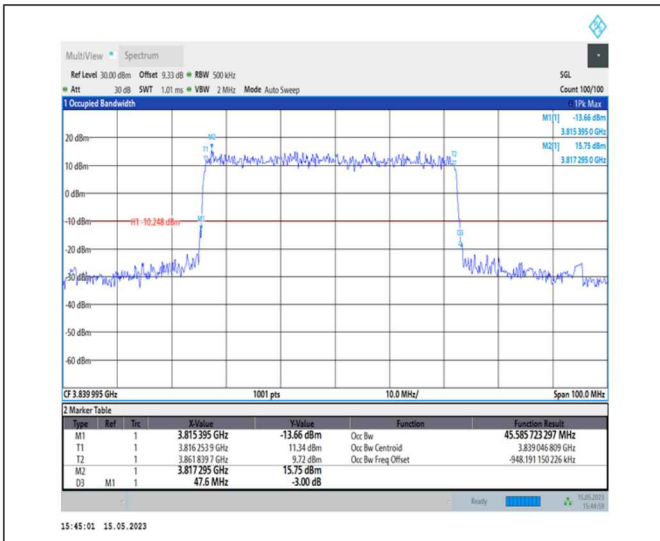 MultiView Spectrum
Ref Level 30.00 dBm Offset 9.33 dB RBW 500 kHz SGL
Att 30 dB SWT 1.01 ms VBW 2 MHz Mode Auto Sweep Count 100/100
1 Occupied Bandwidth 1Pk Max
M1[1] -13.66 dBm
3.815 395 0 GHz
M2[1] 15.75 dBm
3.817 295 0 GHz
20 dBm
M2
T1
T2
10 dBm
0 dBm
M1
-10 dBm
H1 -10.248 dBm
D3
-20 dBm
-30 dBm
-40 dBm
-50 dBm
-60 dBm
CF 3.839 995 GHz 1001 pts 10.0 MHz/ Span 100.0 MHz
2 Marker Table
Type Ref Trc X-Value Y-Value Function Function Result
M1 1 3.815 395 GHz -13.66 dBm Occ Bw 45.585 723 297 MHz
T1 1 3.816 253 9 GHz 11.34 dBm Occ Bw Centroid 3.839 046 809 GHz
T2 1 3.861 839 7 GHz 9.72 dBm Occ Bw Freq Offset -948.191 150 226 kHz
M2 1 3.817 295 GHz 15.75 dBm
D3 M1 1 47.6 MHz -3.00 dB
Ready 15.05.2023
15:44:58
15:45:01 15.05.2023